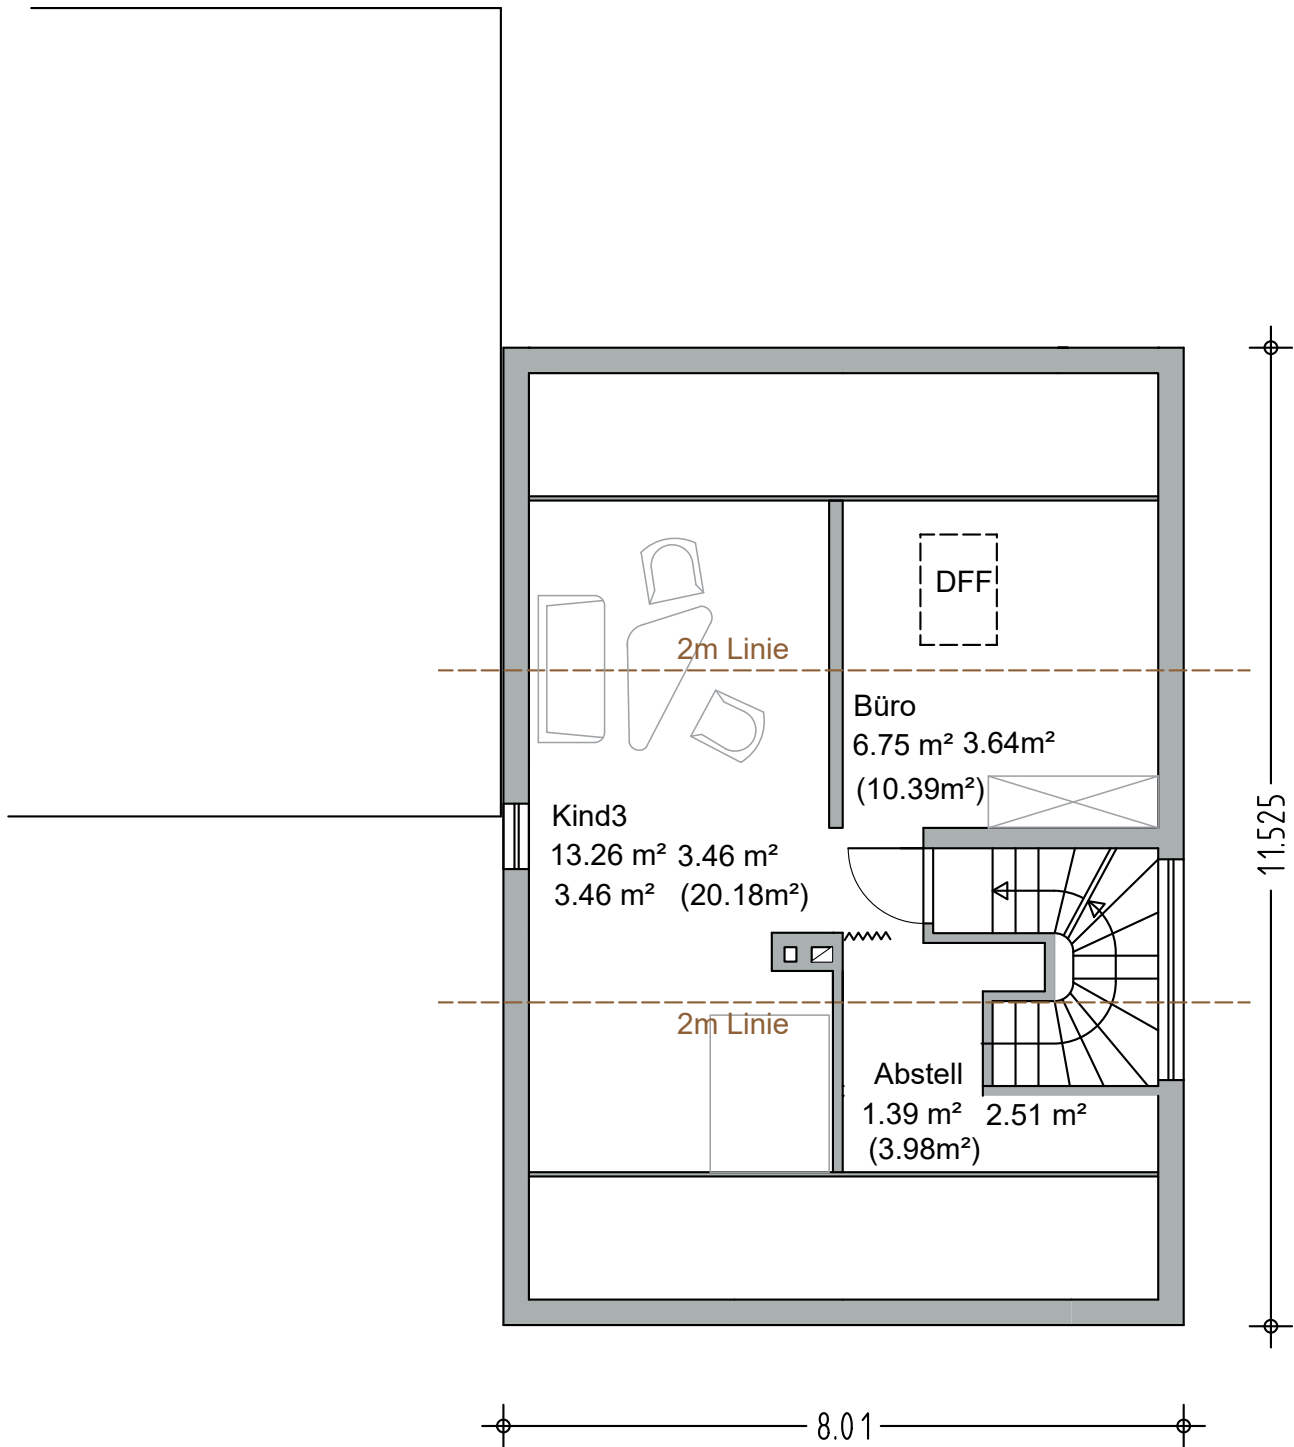 DFF
2m Linie
Büro
6.75 m² 3.64m²
(10.39m²)
Kind3
13.26 m² 3.46 m²
3.46 m² (20.18m²)
11.525
2m Linie
Abstell
1.39 m² 2.51 m²
(3.98m²)
8.01